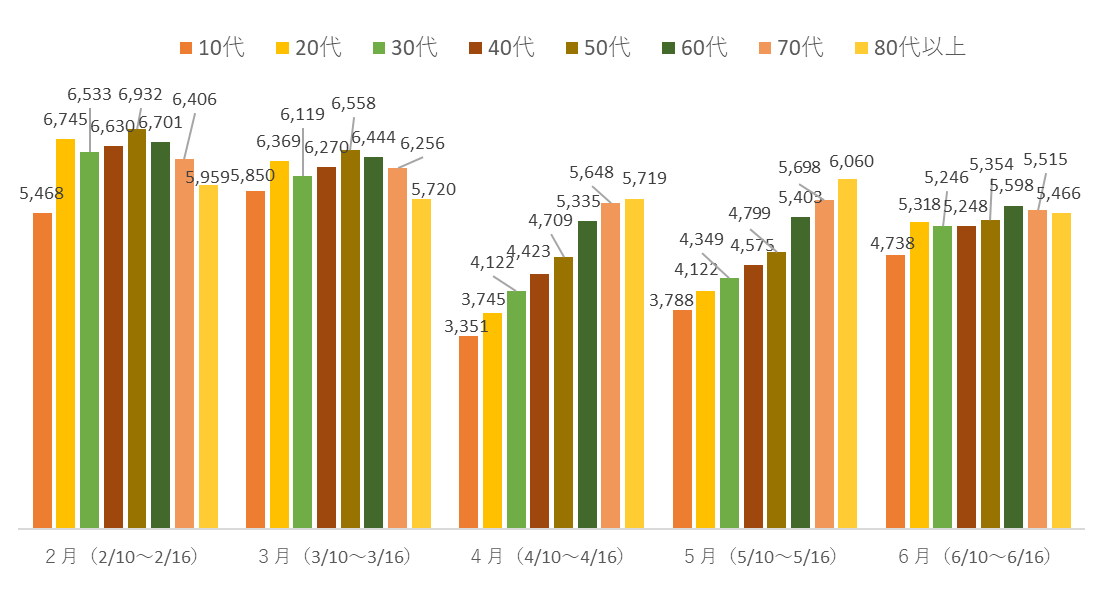 10代 20代 30代 40代 50代 60代 70代 80代以上
5,468 6,745 6,533 6,630 6,932 6,701 6,406 5,959
5,850 6,369 6,119 6,270 6,558 6,444 6,256 5,720
3,351 3,745 4,122 4,423 4,709 5,335 5,648 5,719
3,788 4,122 4,349 4,575 4,799 5,403 5,698 6,060
4,738 5,318 5,246 5,248 5,354 5,598 5,515 5,466
２月（2/10～2/16） ３月（3/10～3/16） ４月（4/10～4/16） ５月（5/10～5/16） ６月（6/10～6/16）